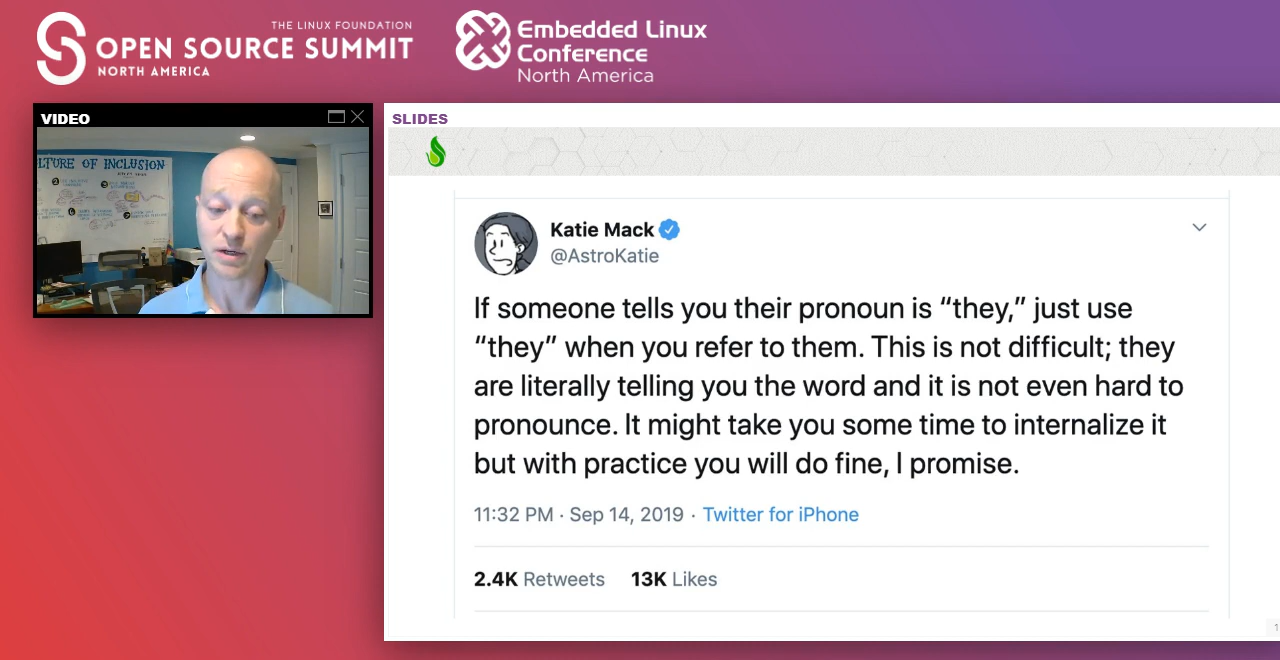 THE LINUX FOUNDATION
OPEN SOURCE SUMMIT
NORTH AMERICA
Embedded Linux
Conference
North America
VIDEO
LTURE OF INCLUSION
SLIDES
Katie Mack
@AstroKatie
If someone tells you their pronoun is “they,” just use
“they” when you refer to them. This is not difficult; they
are literally telling you the word and it is not even hard to
pronounce. It might take you some time to internalize it
but with practice you will do fine, I promise.
11:32 PM · Sep 14, 2019 · Twitter for iPhone
2.4K Retweets 13K Likes
1